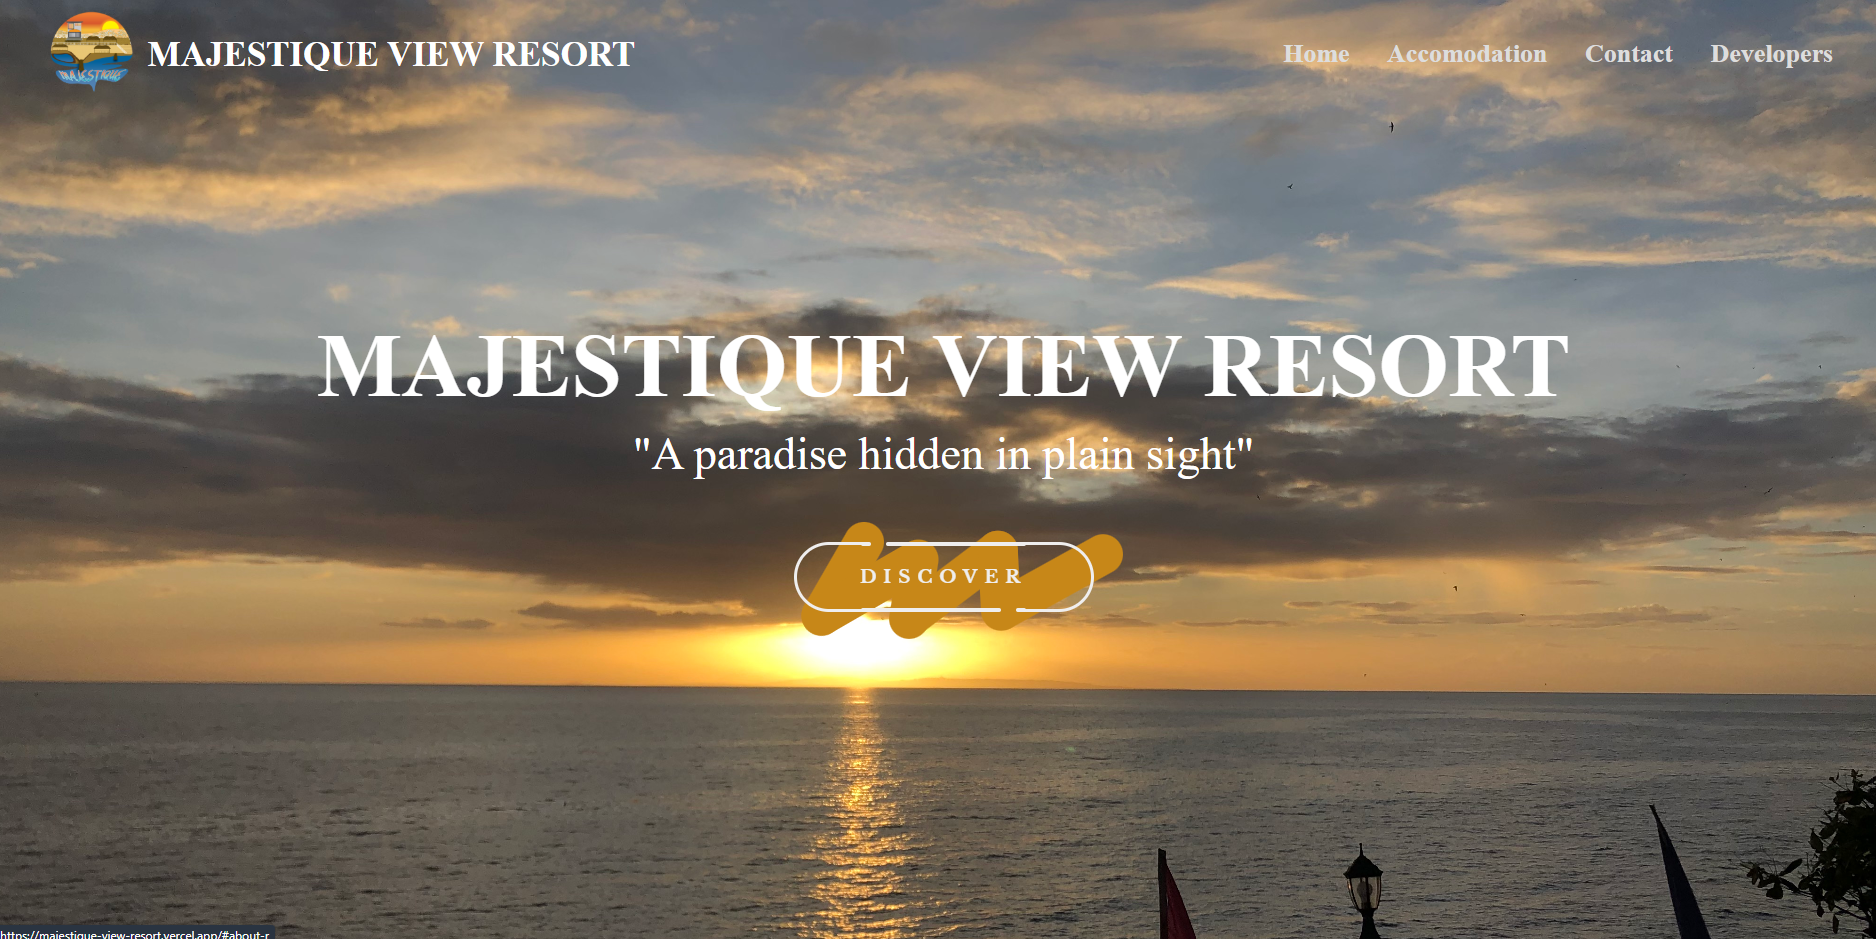 MAJESTIQUE
MAJESTIQUE VIEW RESORT
Home Accomodation Contact Developers
MAJESTIQUE VIEW RESORT
"A paradise hidden in plain sight"
DISCOVER
https://majestique-view-resort.vercel.app/#about-r